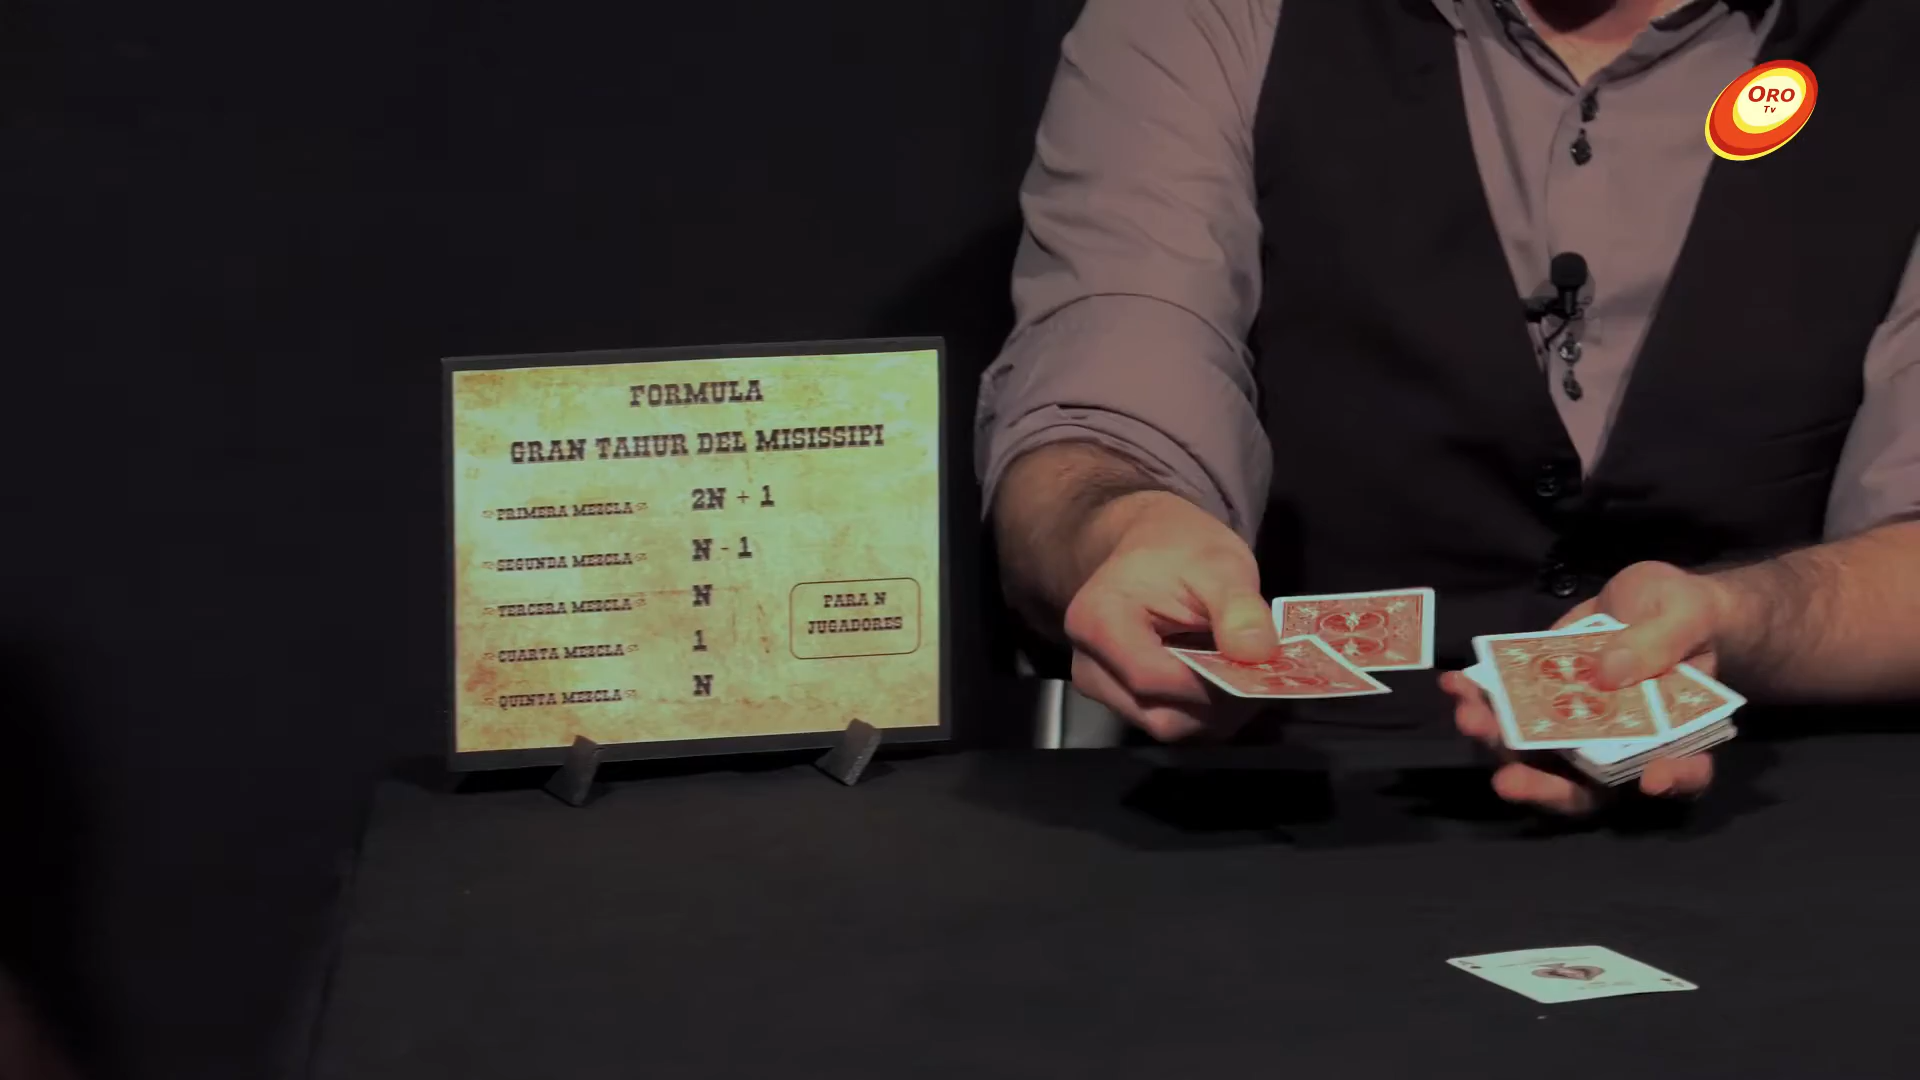 ORO
Tv
FORMULA
GRAN TAHUR DEL MISISSIPI
PRIMERA MEZCLA 2N + 1
SEGUNDA MEZCLA N - 1
TERCERA MEZCLA N
CUARTA MEZCLA 1
QUINTA MEZCLA N
PARA N
JUGADORES